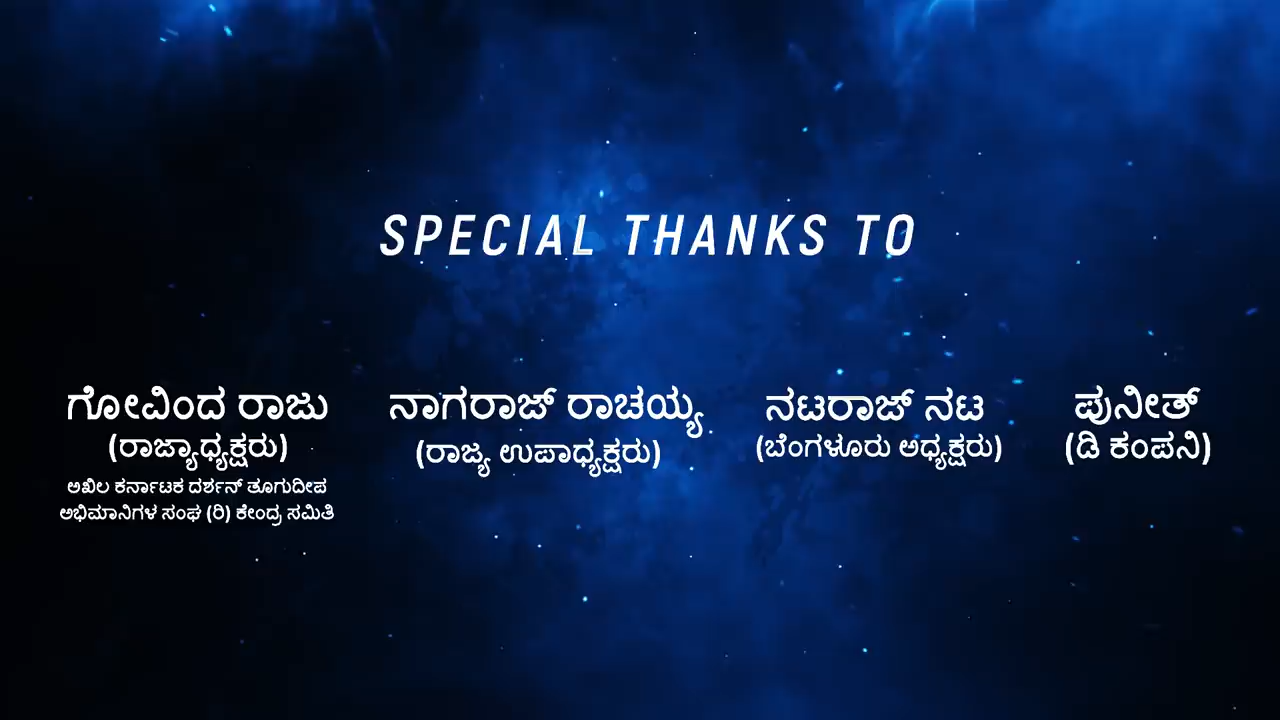 SPECIAL THANKS TO
ಗೋವಿಂದ ರಾಜು
(ರಾಜ್ಯಾಧ್ಯಕ್ಷರು)
ಅಖಿಲ ಕರ್ನಾಟಕ ದರ್ಶನ್ ತೂಗುದೀಪ
ಅಭಿಮಾನಿಗಳ ಸಂಘ (ರಿ) ಕೇಂದ್ರ ಸಮಿತಿ
ನಾಗರಾಜ್ ರಾಚಯ್ಯ
(ರಾಜ್ಯ ಉಪಾಧ್ಯಕ್ಷರು)
ನಟರಾಜ್ ನಟ
(ಬೆಂಗಳೂರು ಅಧ್ಯಕ್ಷರು)
ಪುನೀತ್
(ಡಿ ಕಂಪನಿ)